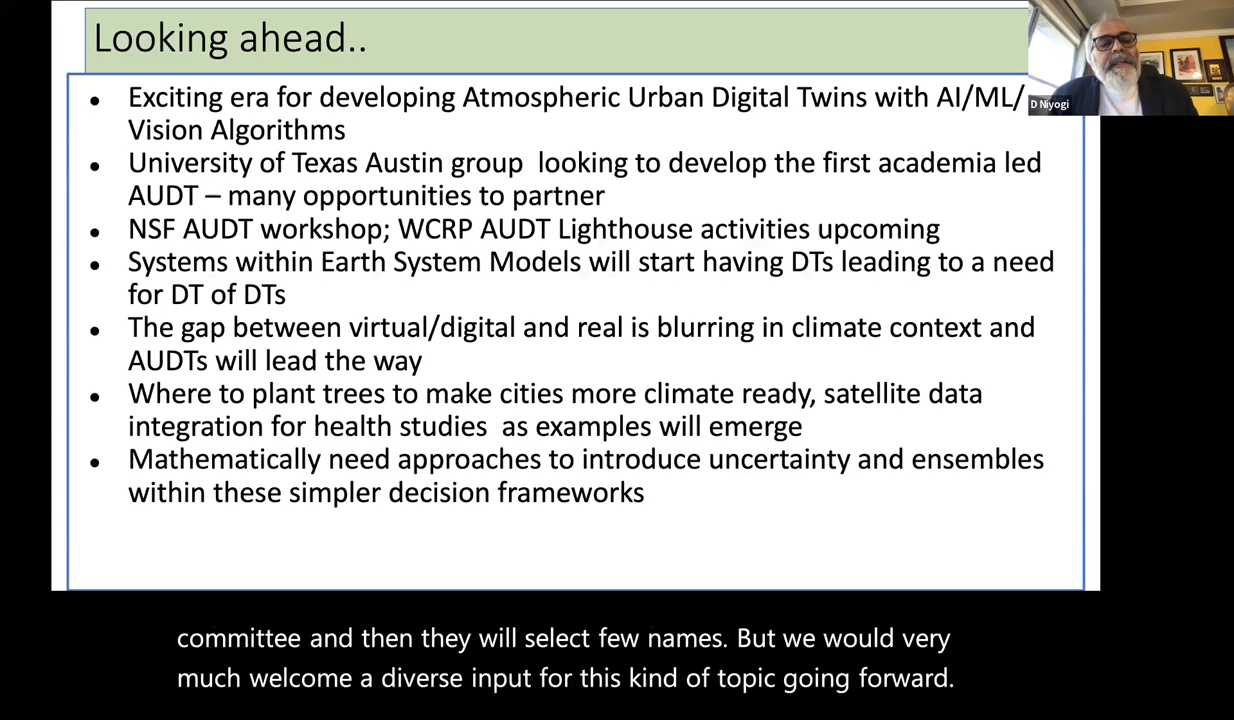 Looking ahead..
D Niyogi
• Exciting era for developing Atmospheric Urban Digital Twins with AI/ML/
Vision Algorithms
• University of Texas Austin group  looking to develop the first academia led
AUDT – many opportunities to partner
• NSF AUDT workshop; WCRP AUDT Lighthouse activities upcoming
• Systems within Earth System Models will start having DTs leading to a need
for DT of DTs
• The gap between virtual/digital and real is blurring in climate context and
AUDTs will lead the way
• Where to plant trees to make cities more climate ready, satellite data
integration for health studies  as examples will emerge
• Mathematically need approaches to introduce uncertainty and ensembles
within these simpler decision frameworks
committee and then they will select few names. But we would very
much welcome a diverse input for this kind of topic going forward.